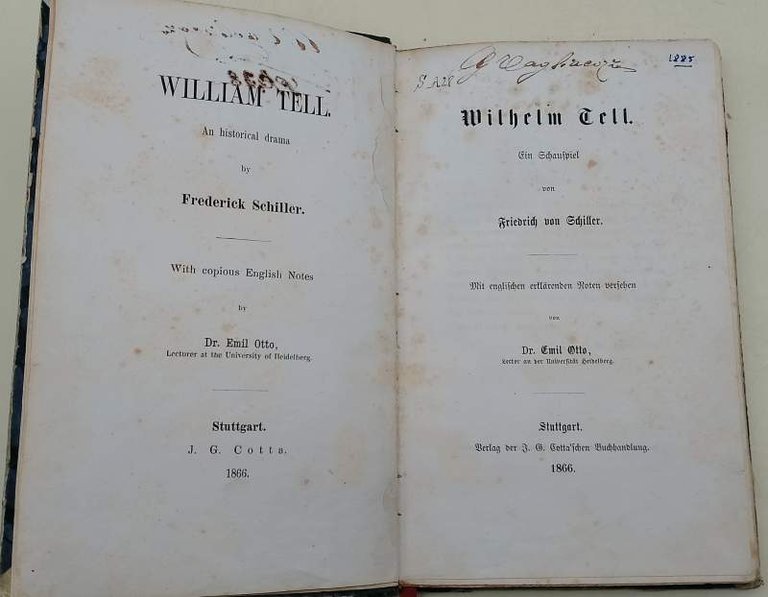 WILLIAM TELL.
An historical drama
by
Frederick Schiller.
With copious English Notes
by
Dr. Emil Otto,
Lecturer at the University of Heidelberg.
Stuttgart.
J. G. Cotta.
1866.
1885
Wilhelm Tell.
Ein Schauſpiel
von
Friedrich von Schiller.
Mit engliſchen erklärenden Noten verſehen
von
Dr. Emil Otto,
Lector an der Univerſität Heidelberg.
Stuttgart.
Verlag der J. G. Cotta'ſchen Buchhandlung.
1866.